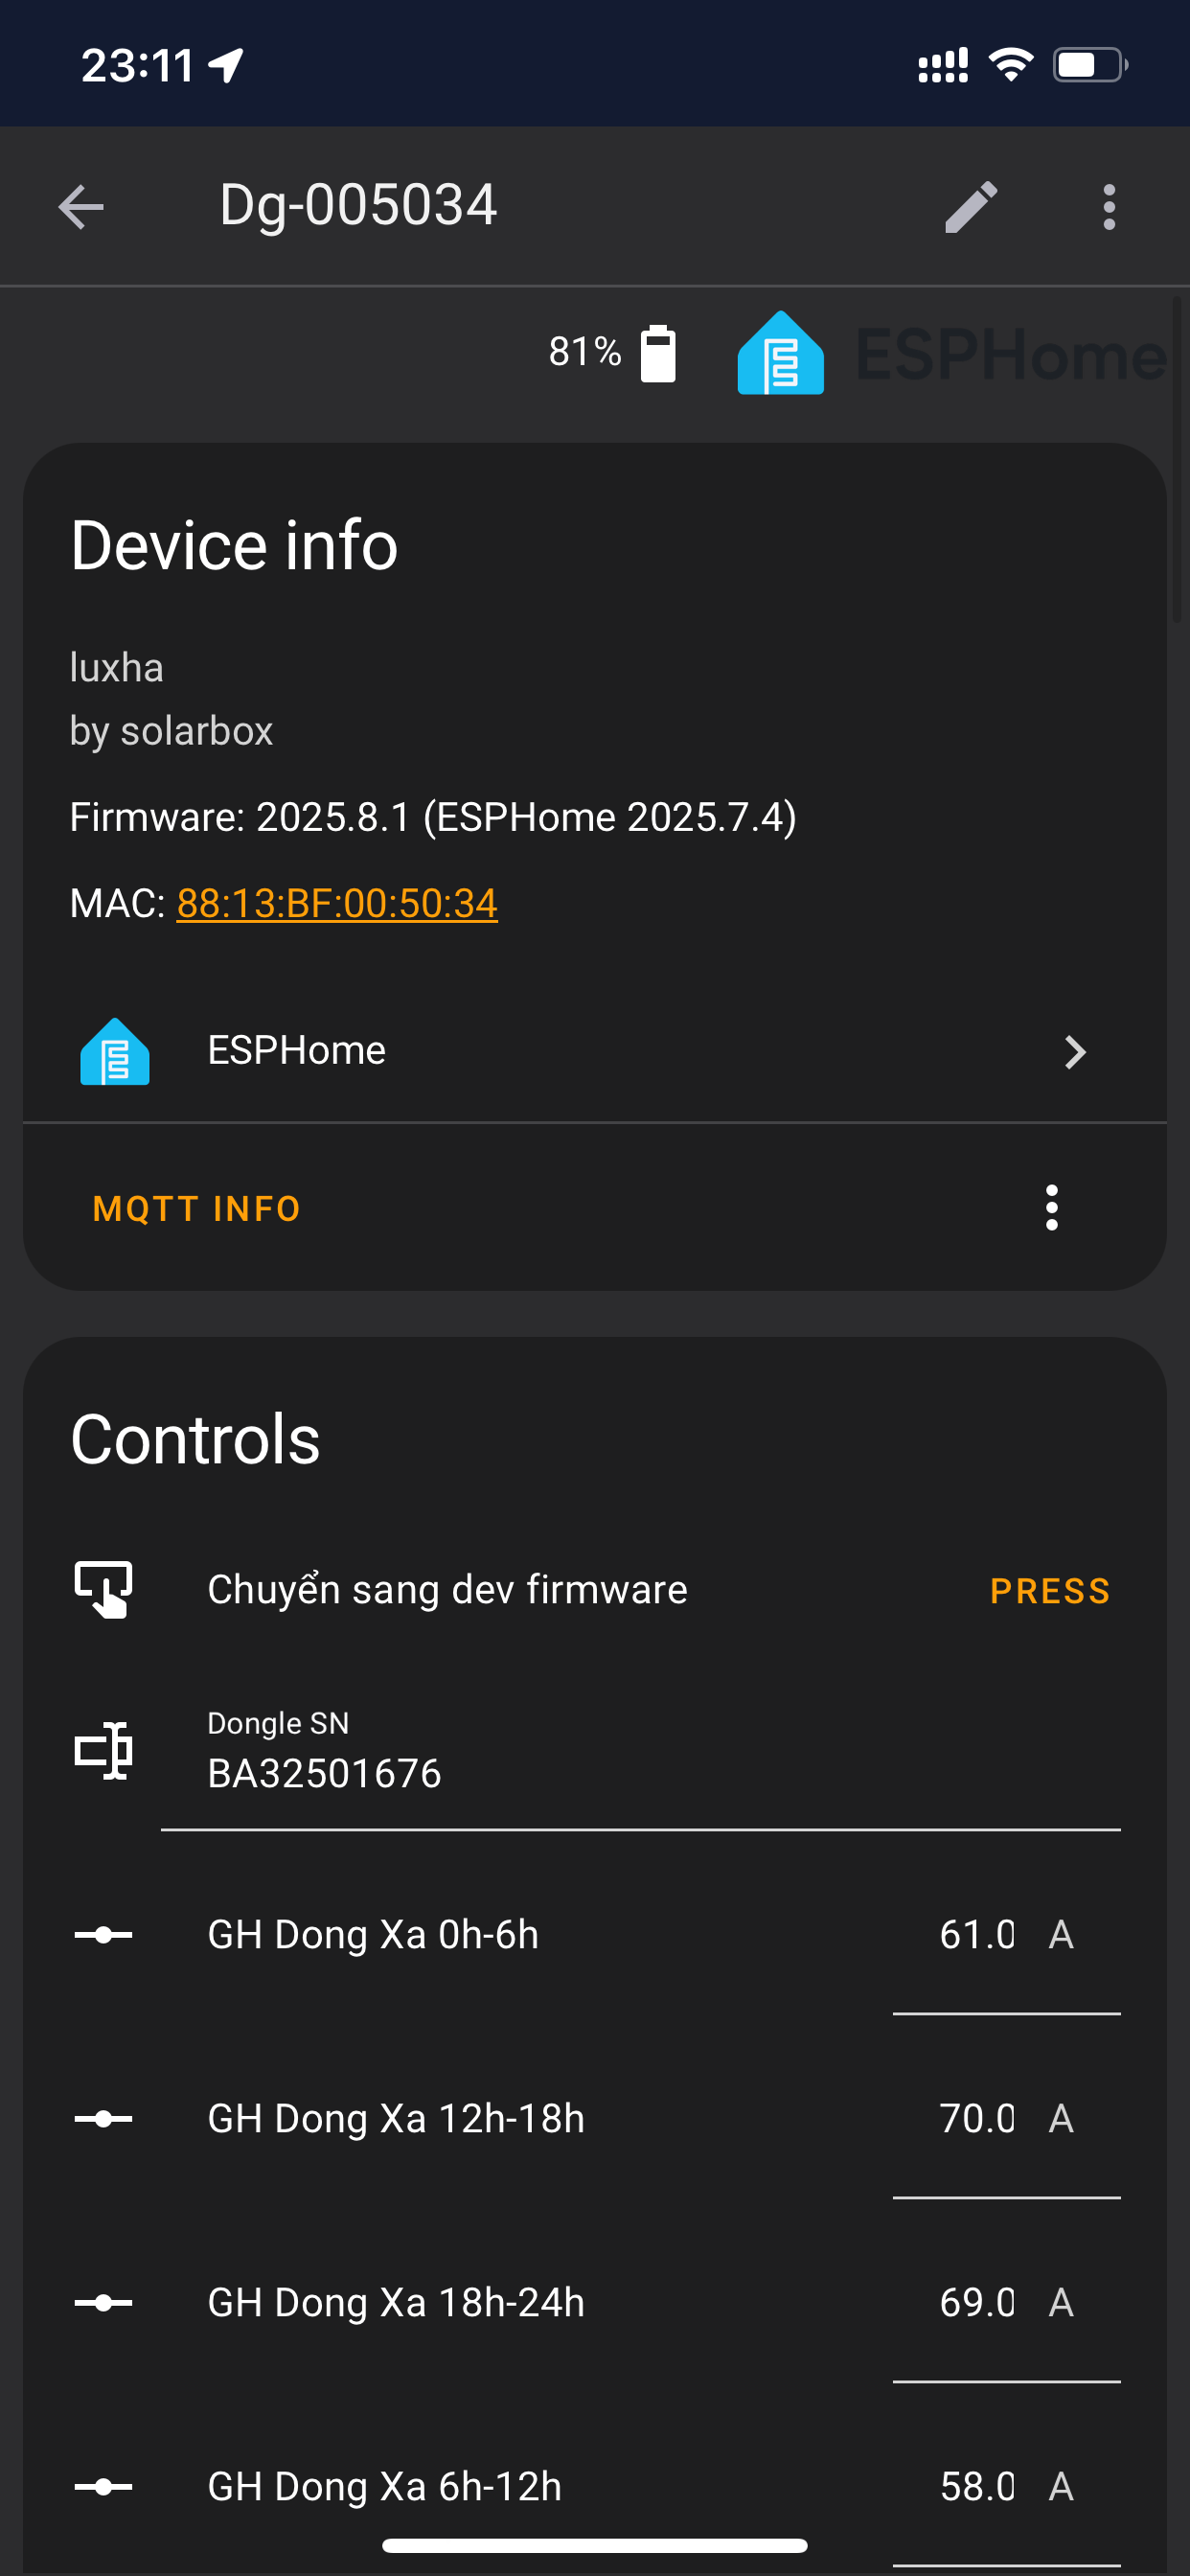 23:11
Dg-005034
81%
ESPHome
Device info
luxha
by solarbox
Firmware: 2025.8.1 (ESPHome 2025.7.4)
MAC: 88:13:BF:00:50:34
ESPHome
MQTT INFO
Controls
Chuyển sang dev firmware PRESS
Dongle SN
BA32501676
GH Dong Xa 0h-6h 61.0 A
GH Dong Xa 12h-18h 70.0 A
GH Dong Xa 18h-24h 69.0 A
GH Dong Xa 6h-12h 58.0 A